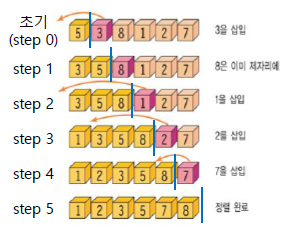 초기
(step 0) 5 3 8 1 2 7 3을 삽입
step 1 3 5 8 1 2 7 8은 이미 제자리에
step 2 3 5 8 1 2 7 1을 삽입
step 3 1 3 5 8 2 7 2를 삽입
step 4 1 2 3 5 8 7 7을 삽입
step 5 1 2 3 5 7 8 정렬 완료